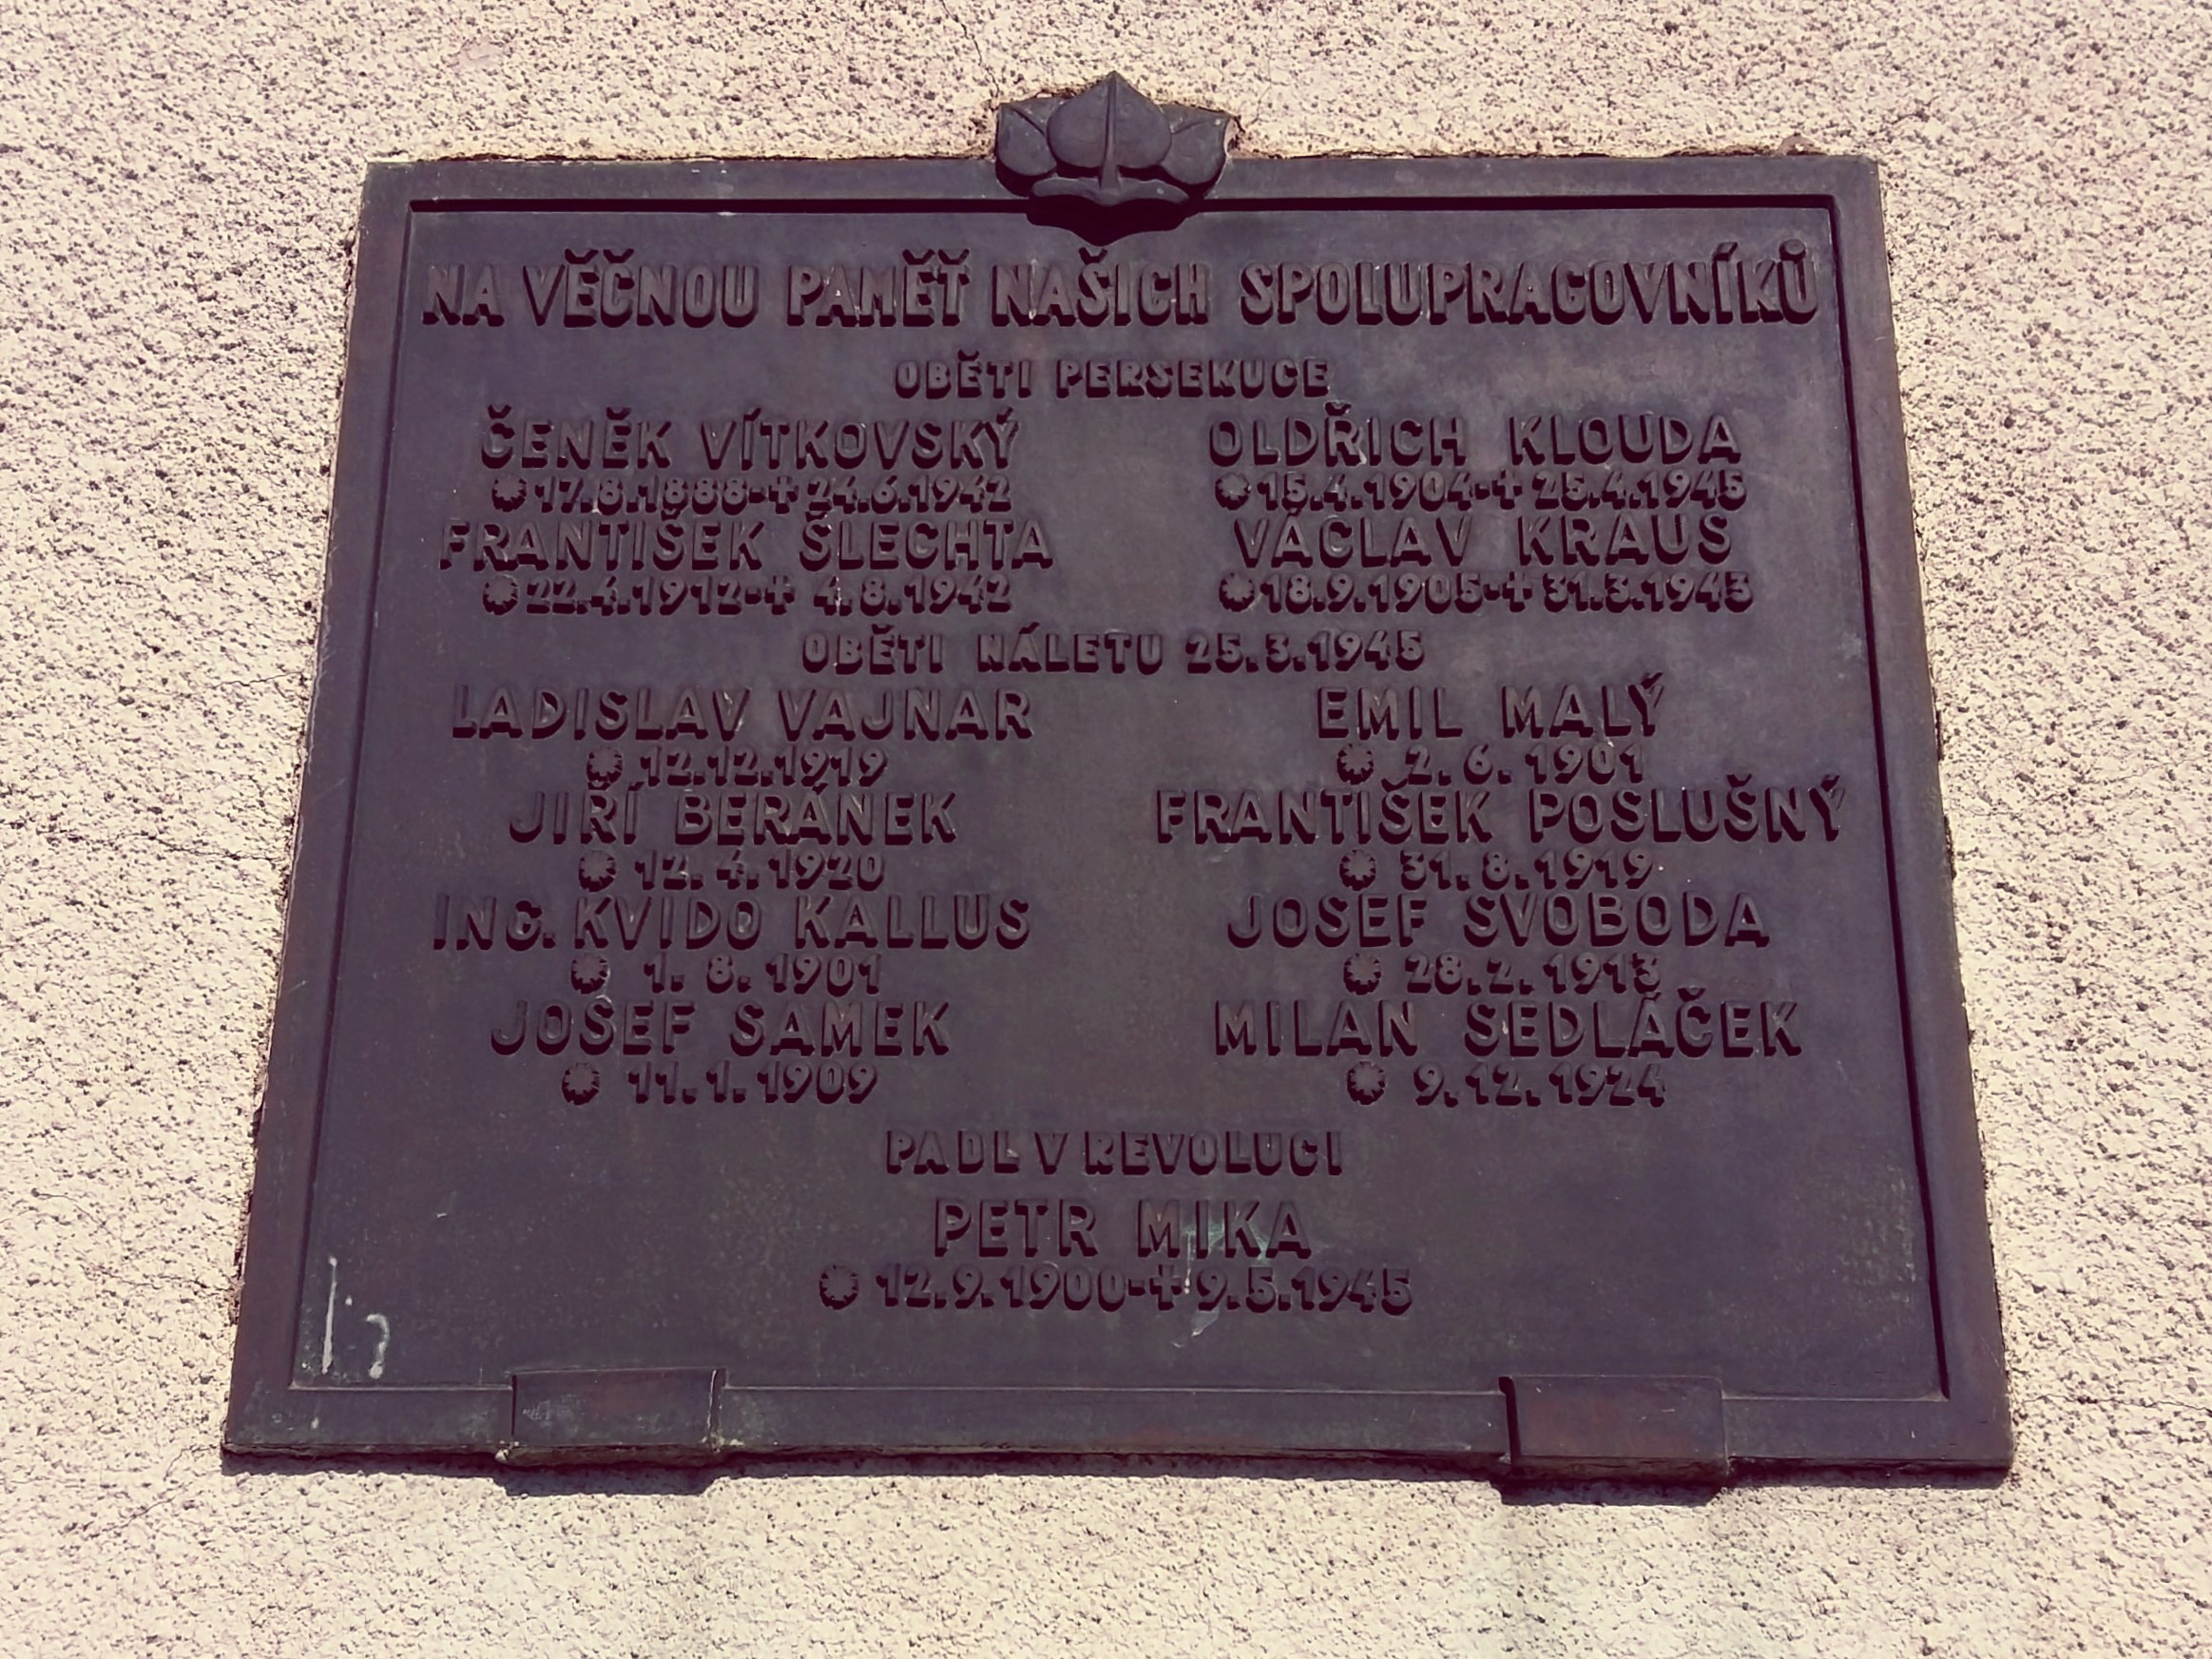 NA VĚČNOU PAMĚŤ NAŠICH SPOLUPRACOVNÍKŮ
OBĚTI PERSEKUCE
ČENĚK VÍTKOVSKÝ OLDŘICH KLOUDA
* 17.8.1888-+ 24.6.1942 * 15.4.1904-+ 25.4.1945
FRANTIŠEK ŠLECHTA VÁCLAV KRAUS
* 22.4.1912-+ 4.8.1942 * 18.9.1905-+ 31.3.1943
OBĚTI NÁLETU 25.3.1945
LADISLAV VAJNAR EMIL MALÝ
* 12.12.1919 * 2.6.1901
JIŘÍ BERÁNEK FRANTIŠEK POSLUŠNÝ
* 12.4.1920 * 31.8.1919
ING. KVIDO KALLUS JOSEF SVOBODA
* 1.8.1901 * 28.2.1913
JOSEF SAMEK MILAN SEDLÁČEK
* 11.1.1909 * 9.12.1924
PADL V REVOLUCI
PETR MIKA
* 12.9.1900-+ 9.5.1945